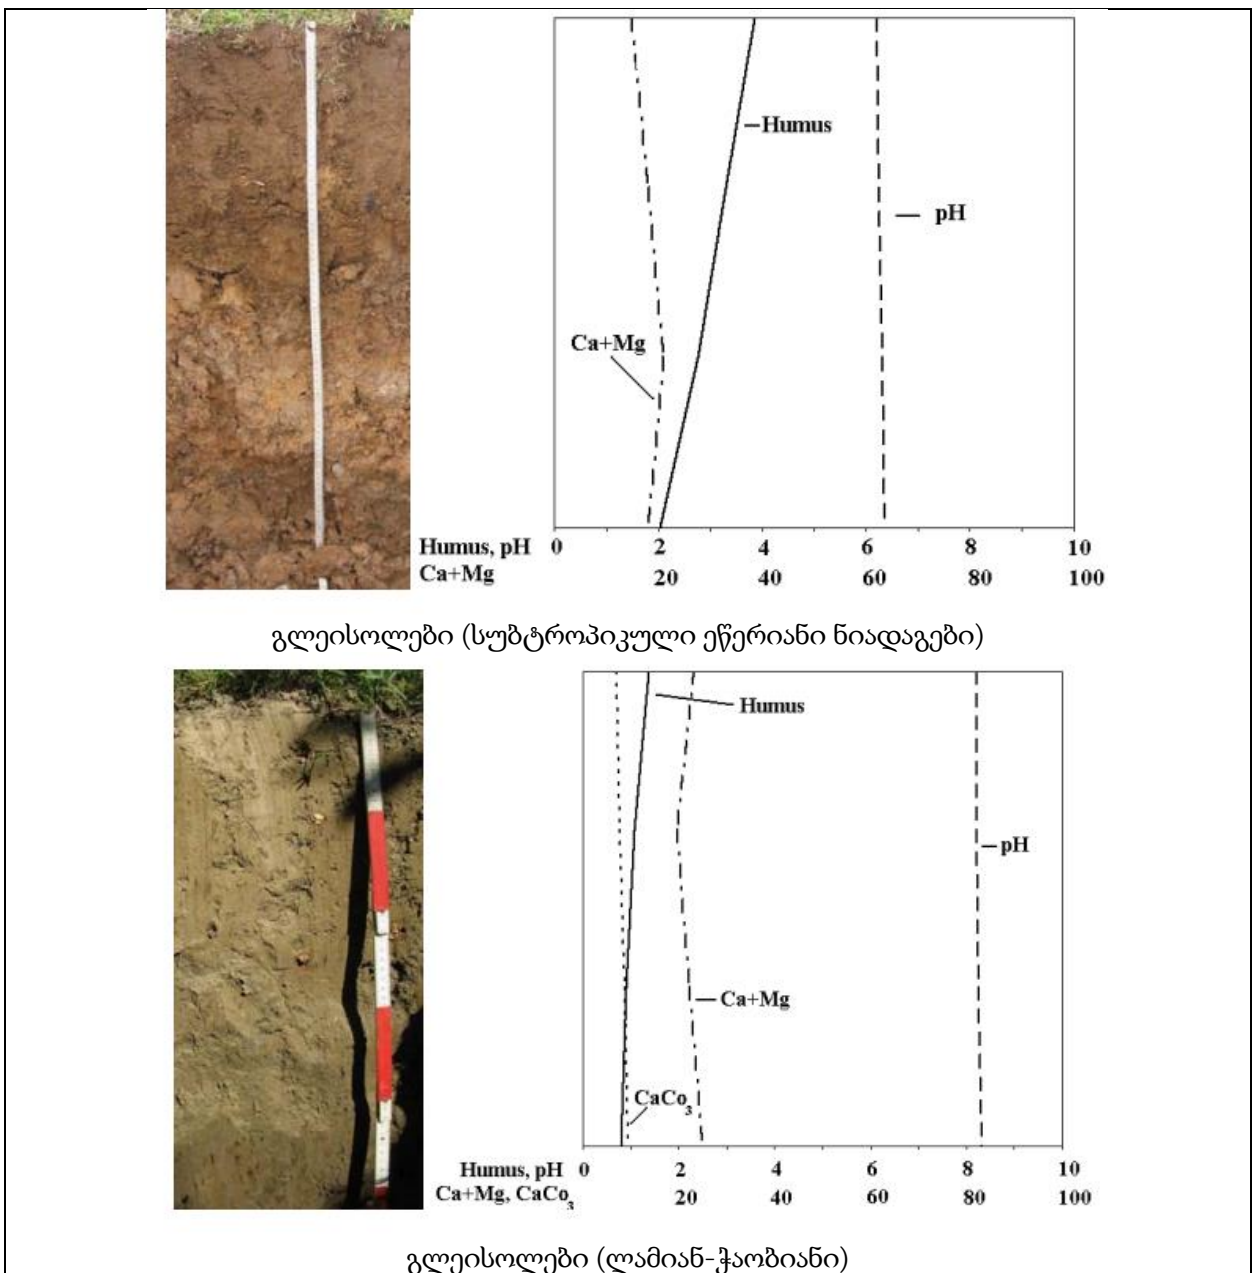 Humus
pH
Ca+Mg
Humus, pH 0 2 4 6 8 10
Ca+Mg 20 40 60 80 100
გლეისოლები (სუბტროპიკული ეწერიანი ნიადაგები)
Humus
pH
Ca+Mg
CaCo₃
Humus, pH 0 2 4 6 8 10
Ca+Mg, CaCo₃ 20 40 60 80 100
გლეისოლები (ლამიან-ჭაობიანი)